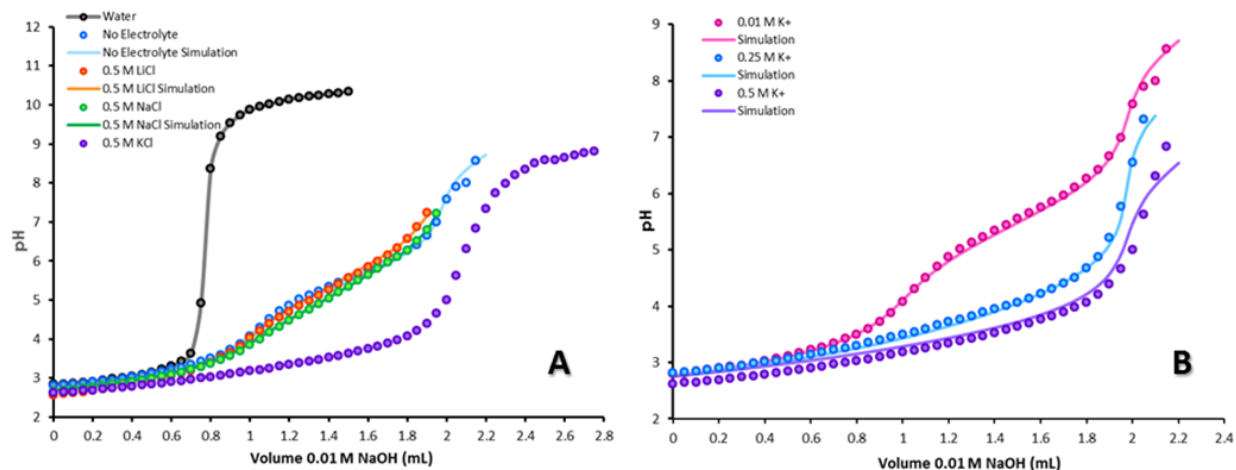 Water
No Electrolyte
No Electrolyte Simulation
0.5 M LiCl
0.5 M LiCl Simulation
0.5 M NaCl
0.5 M NaCl Simulation
0.5 M KCl
12
11
10
9
8
7
6
5
4
3
2
pH
0 0.2 0.4 0.6 0.8 1 1.2 1.4 1.6 1.8 2 2.2 2.4 2.6 2.8
Volume 0.01 M NaOH (mL)
A
0.01 M K+
Simulation
0.25 M K+
Simulation
0.5 M K+
Simulation
9
8
7
6
5
4
3
2
pH
0 0.2 0.4 0.6 0.8 1 1.2 1.4 1.6 1.8 2 2.2 2.4
Volume 0.01 M NaOH (mL)
B